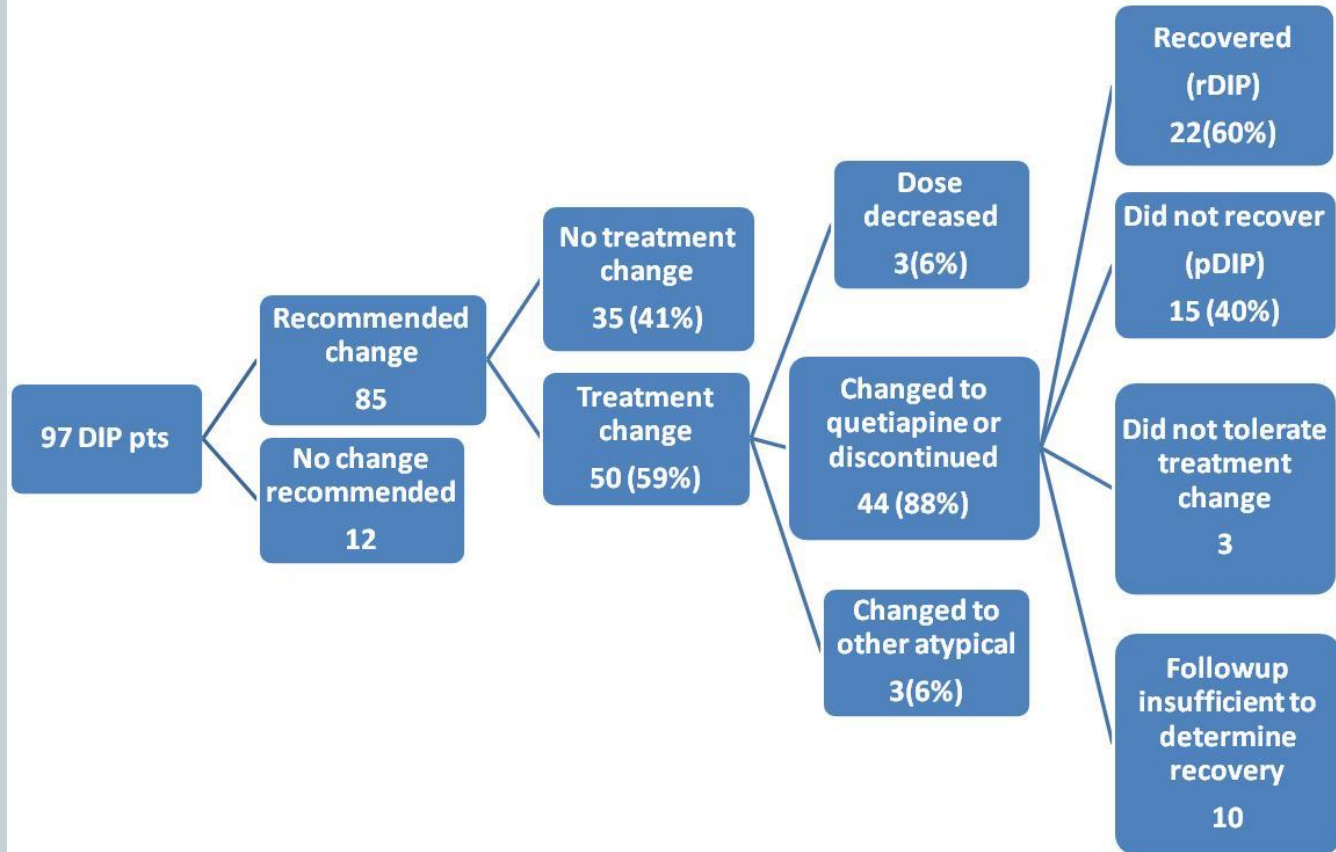 97 DIP pts
Recommended
change
85
No change
recommended
12
No treatment
change
35 (41%)
Treatment
change
50 (59%)
Dose
decreased
3(6%)
Changed to
quetiapine or
discontinued
44 (88%)
Changed to
other atypical
3(6%)
Recovered
(rDIP)
22(60%)
Did not recover
(pDIP)
15 (40%)
Did not tolerate
treatment
change
3
Followup
insufficient to
determine
recovery
10